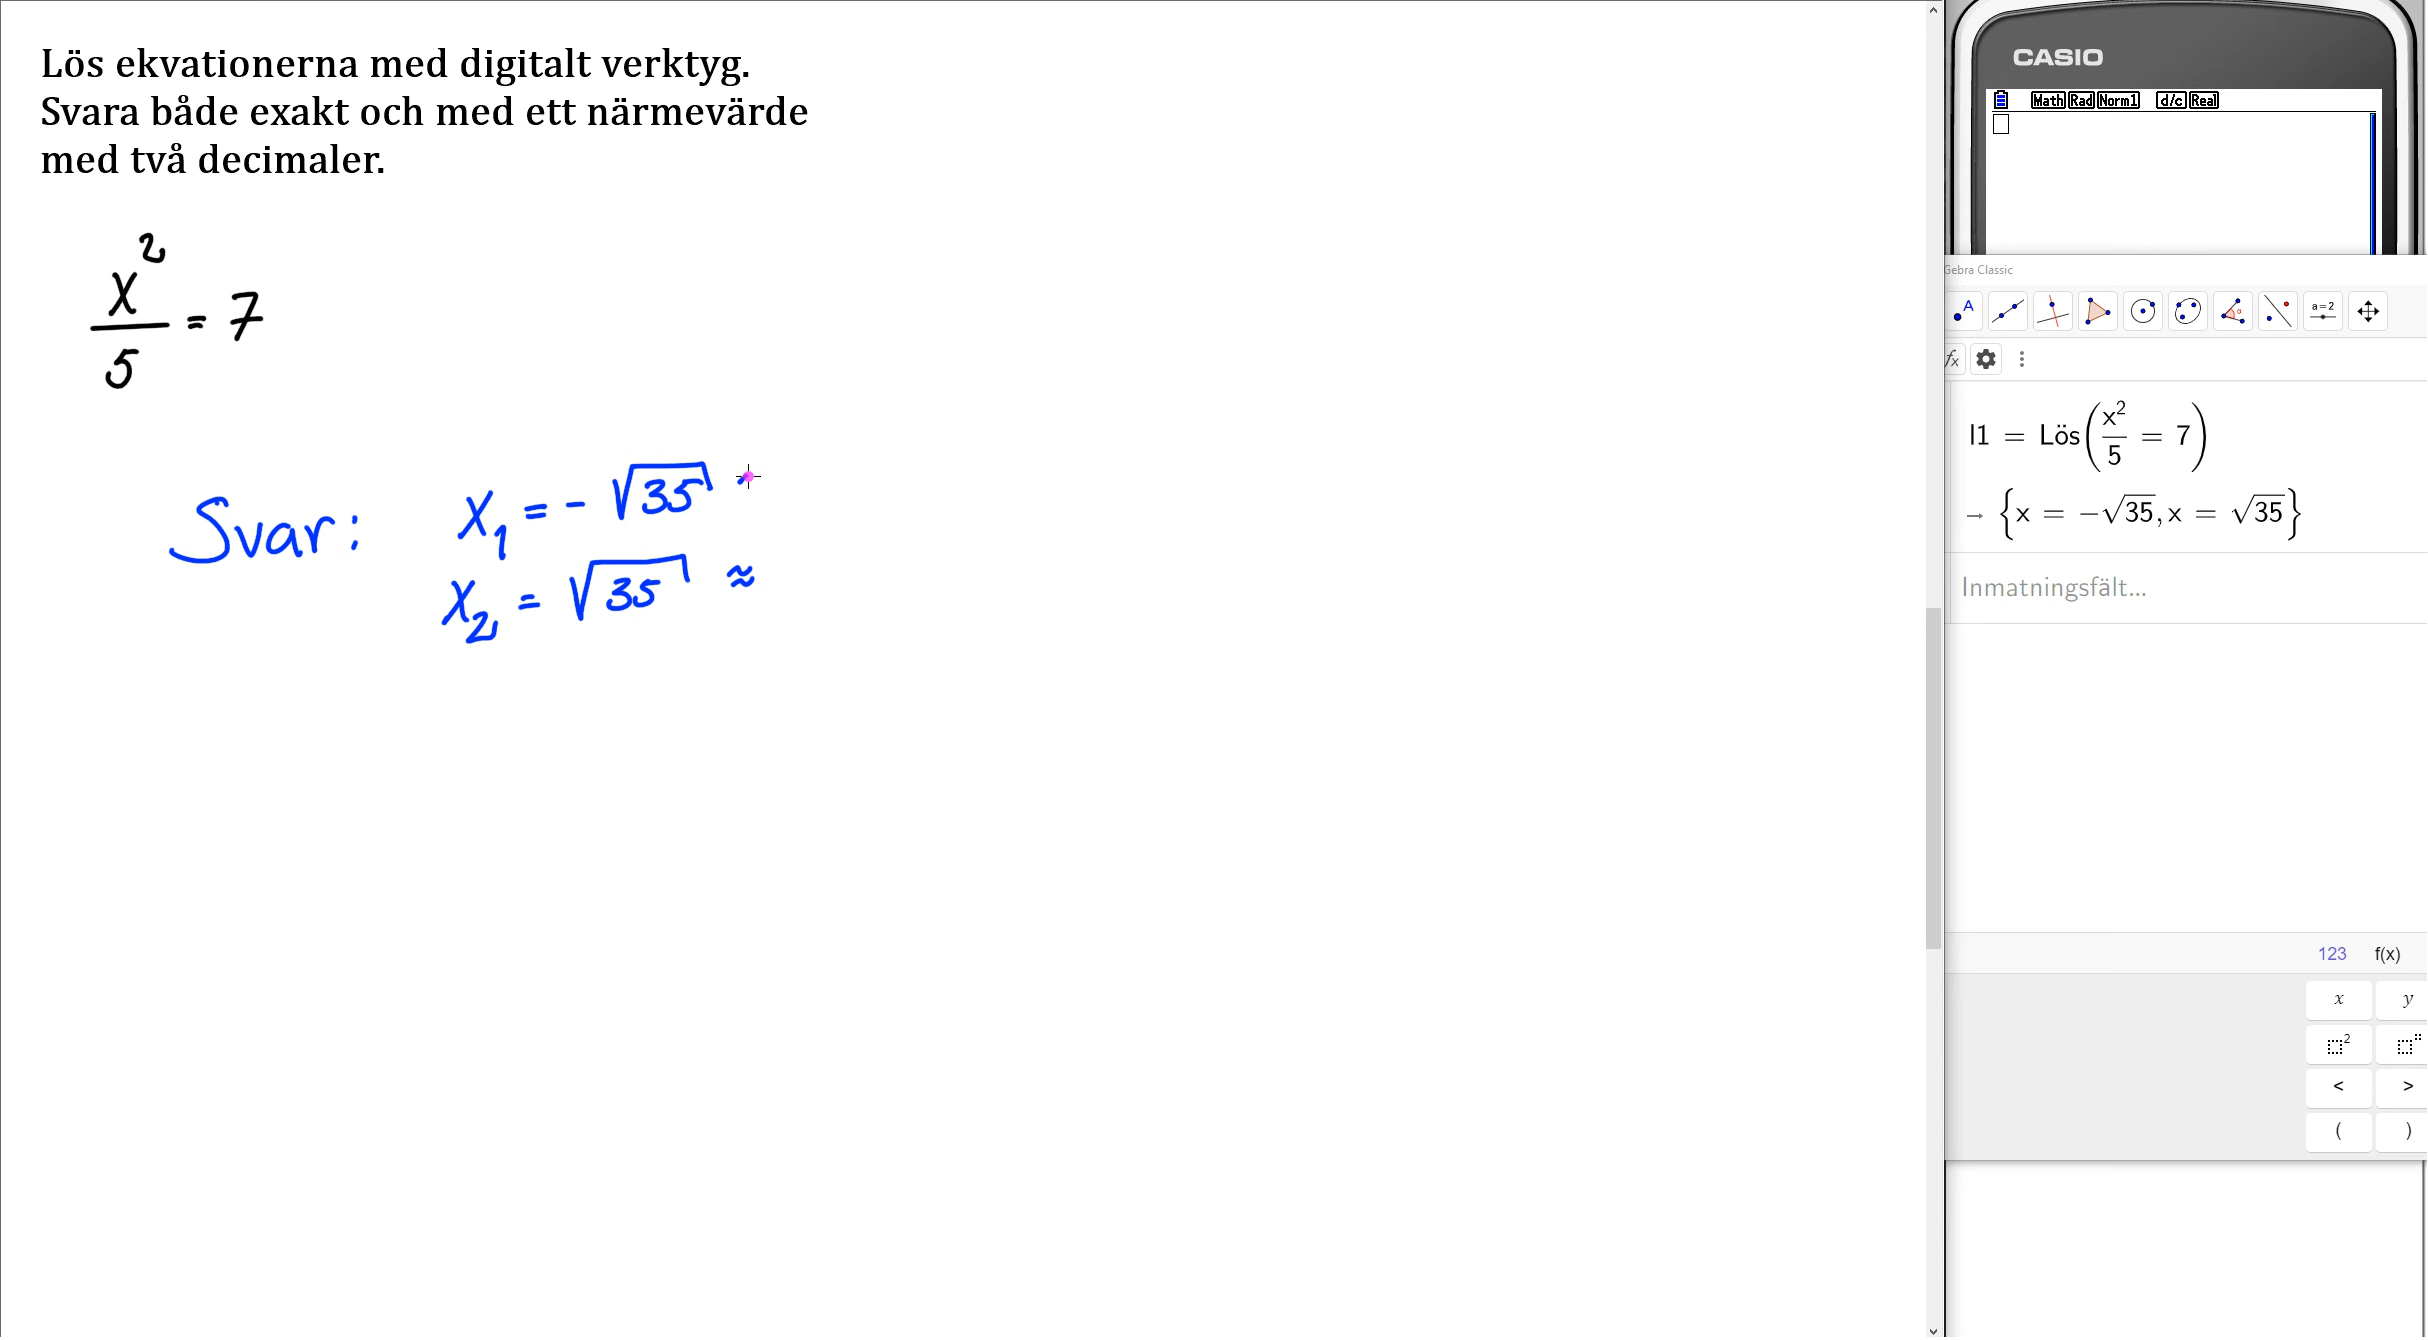 Lös ekvationerna med digitalt verktyg.
Svara både exakt och med ett närmevärde
med två decimaler.
x²/5 = 7
Svar: x₁ = - √35
x₂ = √35 ≈
CASIO
Math Rad Norm1 d/c Real
Gebra Classic
A
α
a=2
fx
l1 = Lös(x²/5 = 7)
→ {x = −√35, x = √35}
Inmatningsfält...
123 f(x)
x y
2
< >
( )